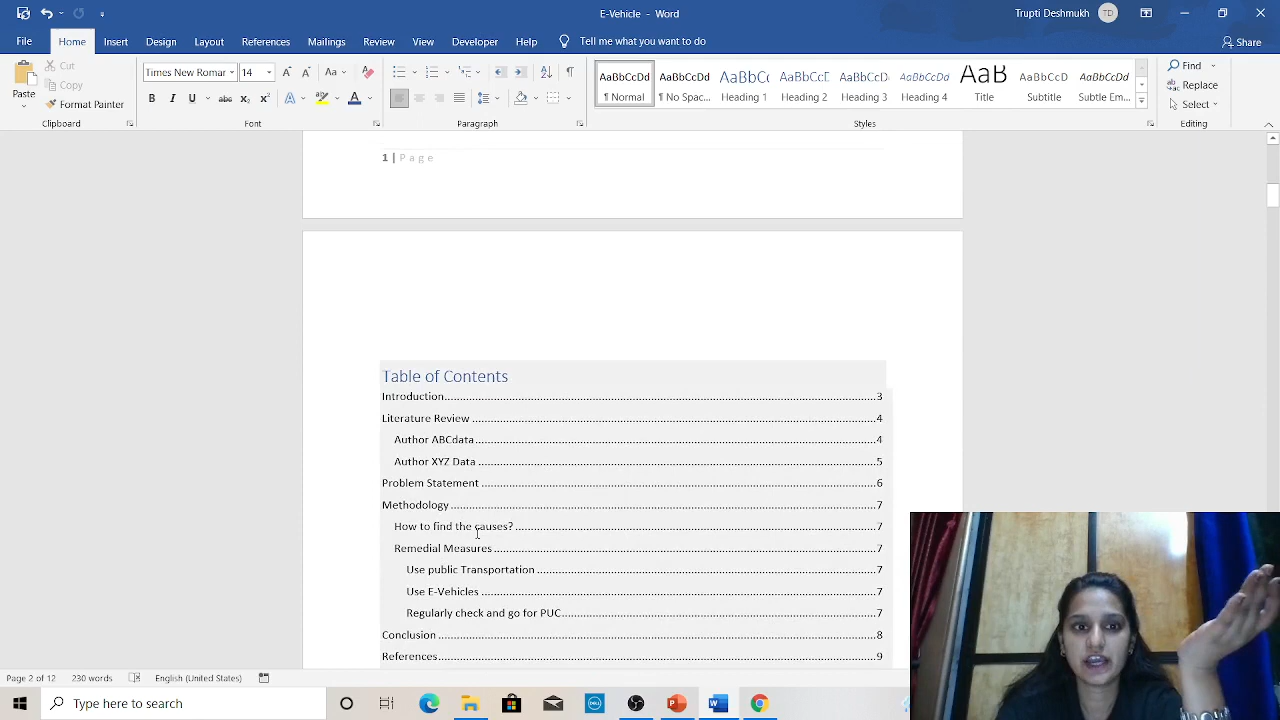 E-Vehicle - Word
Trupti Deshmukh TD
File Home Insert Design Layout References Mailings Review View Developer Help Tell me what you want to do Share
Paste
Cut
Copy
Format Painter
Clipboard
Times New Roman 14
Font
Paragraph
AaBbCcDd AaBbCcDd AaBbCc AaBbCcE AaBbCcD AaBbCcDd AaB AaBbCcD AaBbCcDd
¶ Normal ¶ No Spac... Heading 1 Heading 2 Heading 3 Heading 4 Title Subtitle Subtle Em...
Styles
Find
Replace
Select
Editing
1 | Page
Table of Contents
Introduction 3
Literature Review 4
Author ABCdata 4
Author XYZ Data 5
Problem Statement 6
Methodology 7
How to find the causes? 7
Remedial Measures 7
Use public Transportation 7
Use E-Vehicles 7
Regularly check and go for PUC 7
Conclusion 8
References 9
Page 2 of 12 230 words English (United States)
Type here to search